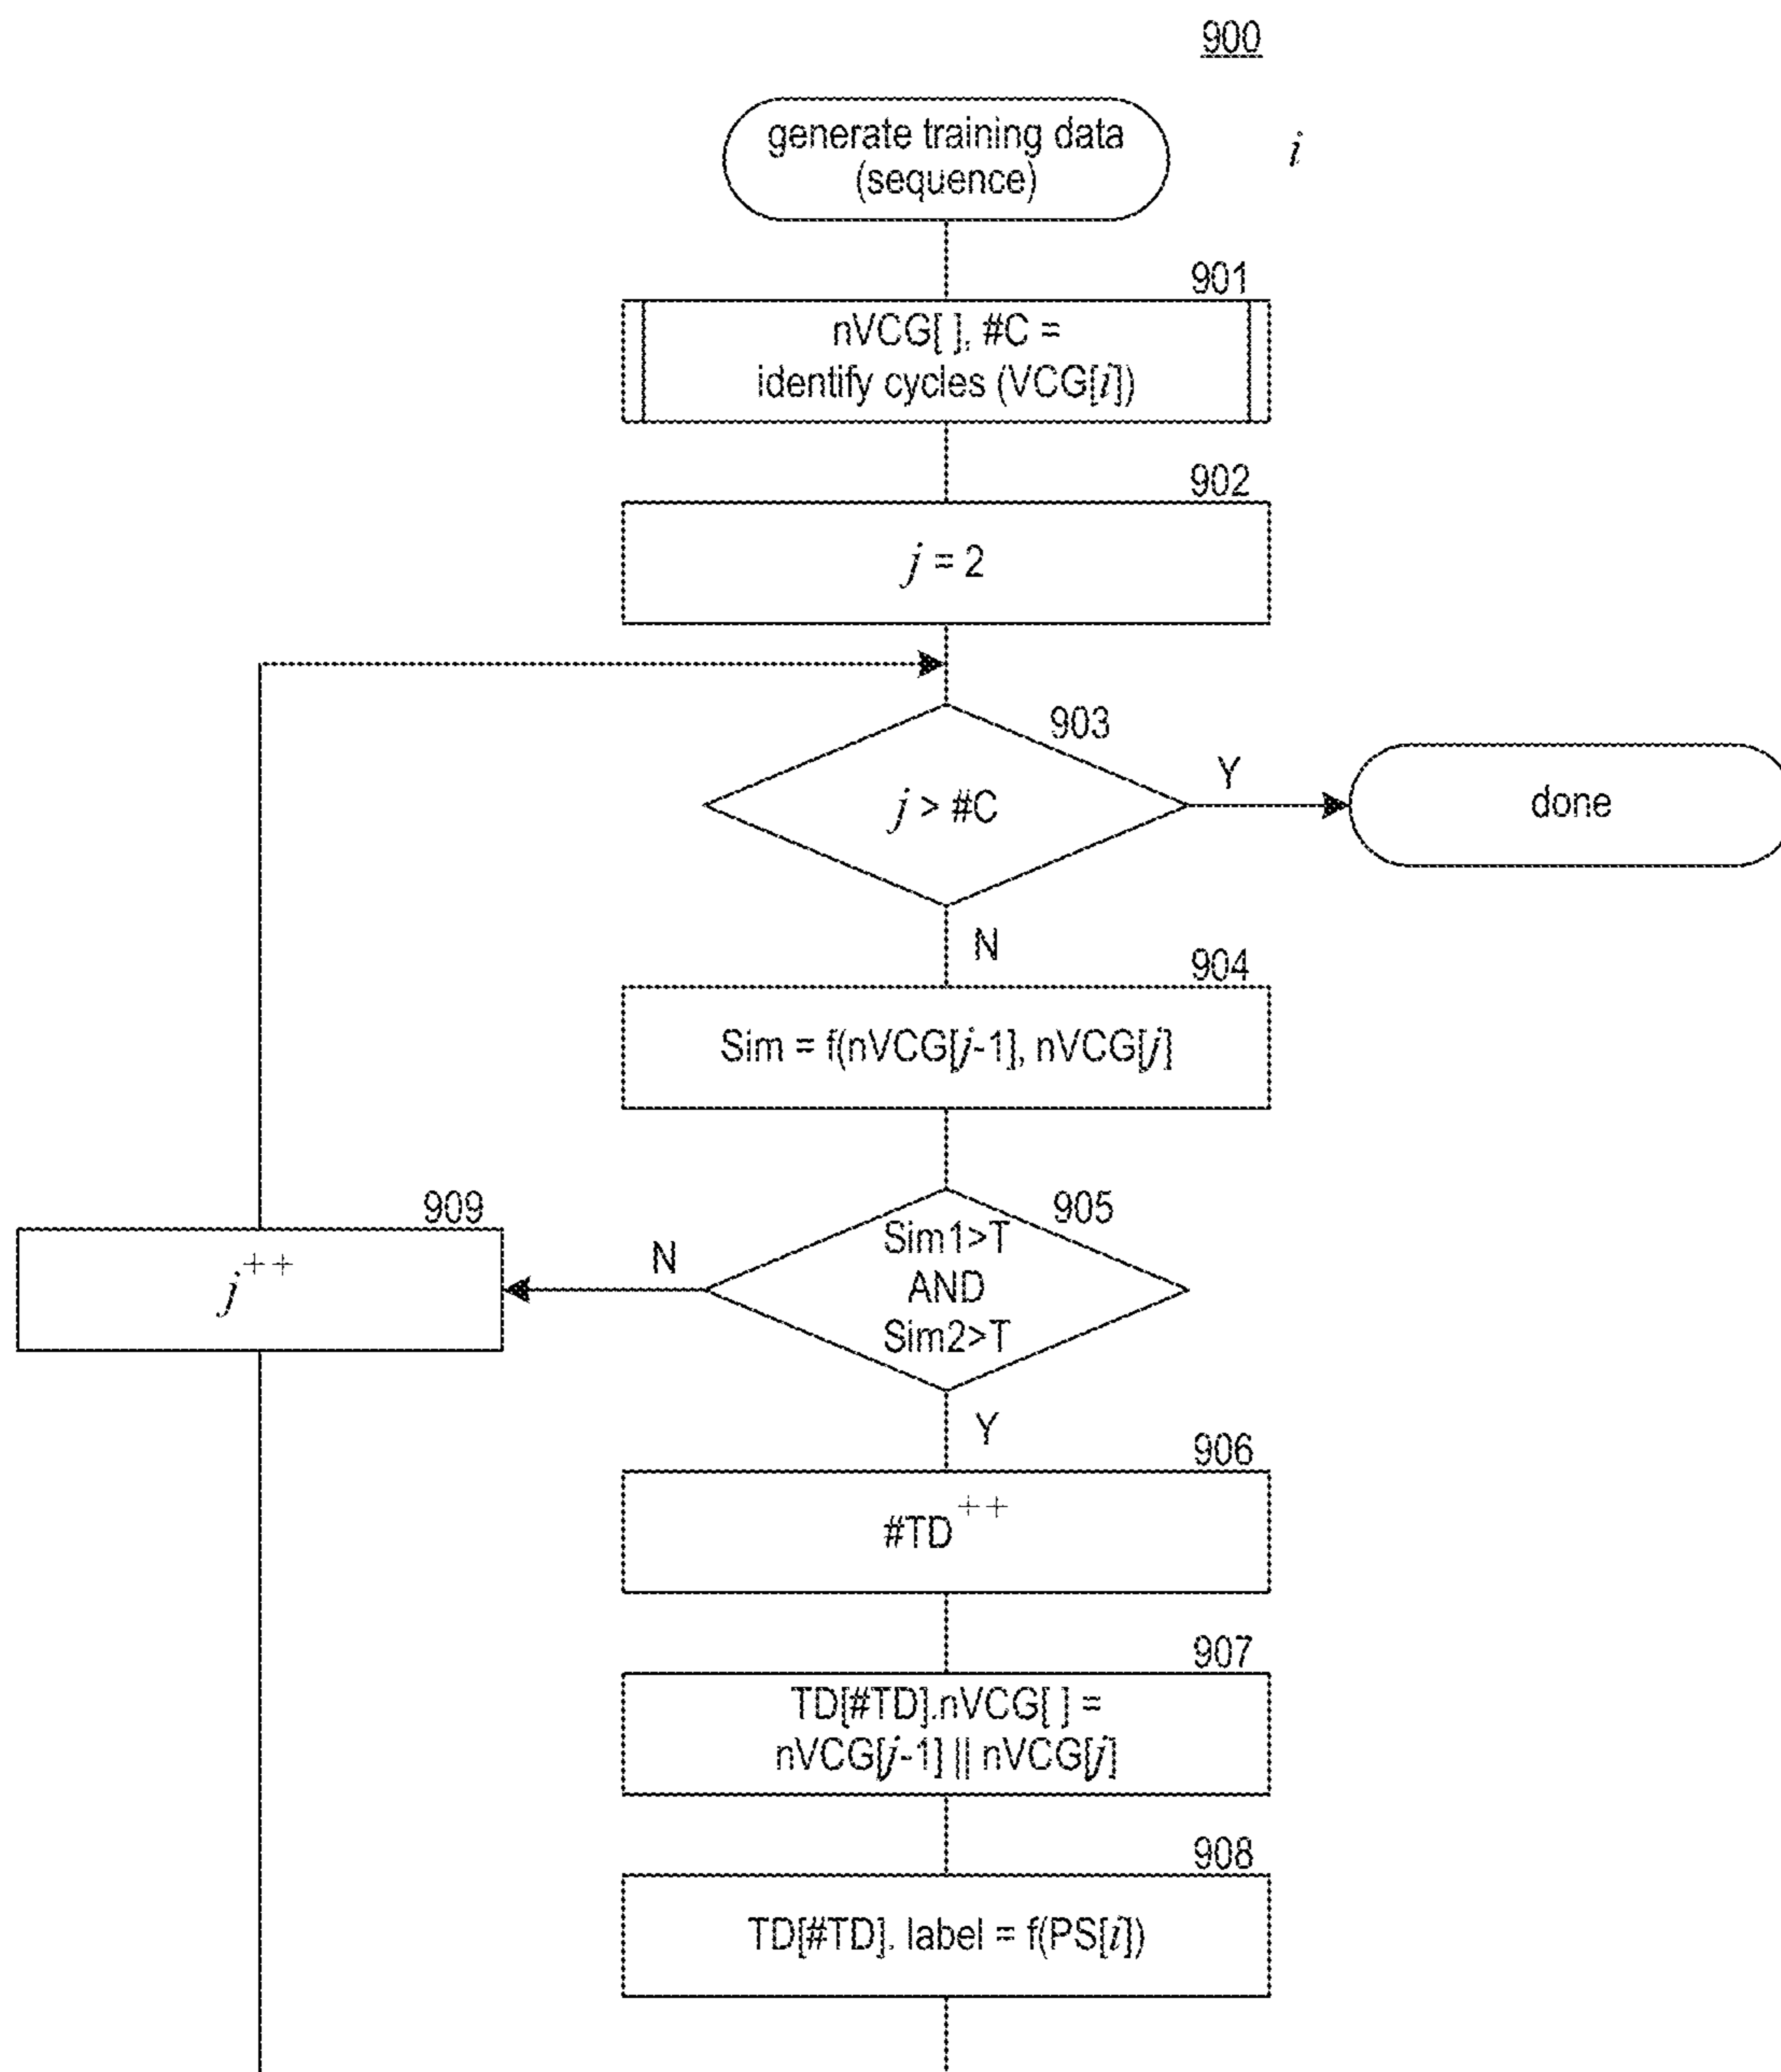 900
generate training data
(sequence)
i
901
nVCG[ ], #C =
identify cycles (VCG[i])
902
j = 2
903
j > #C
Y
done
N
904
Sim = f(nVCG[j-1], nVCG[j]
905
Sim1>T
AND
Sim2>T
N
909
j++
Y
906
#TD++
907
TD[#TD].nVCG[ ] =
nVCG[j-1] || nVCG[j]
908
TD[#TD]. label = f(PS[i])